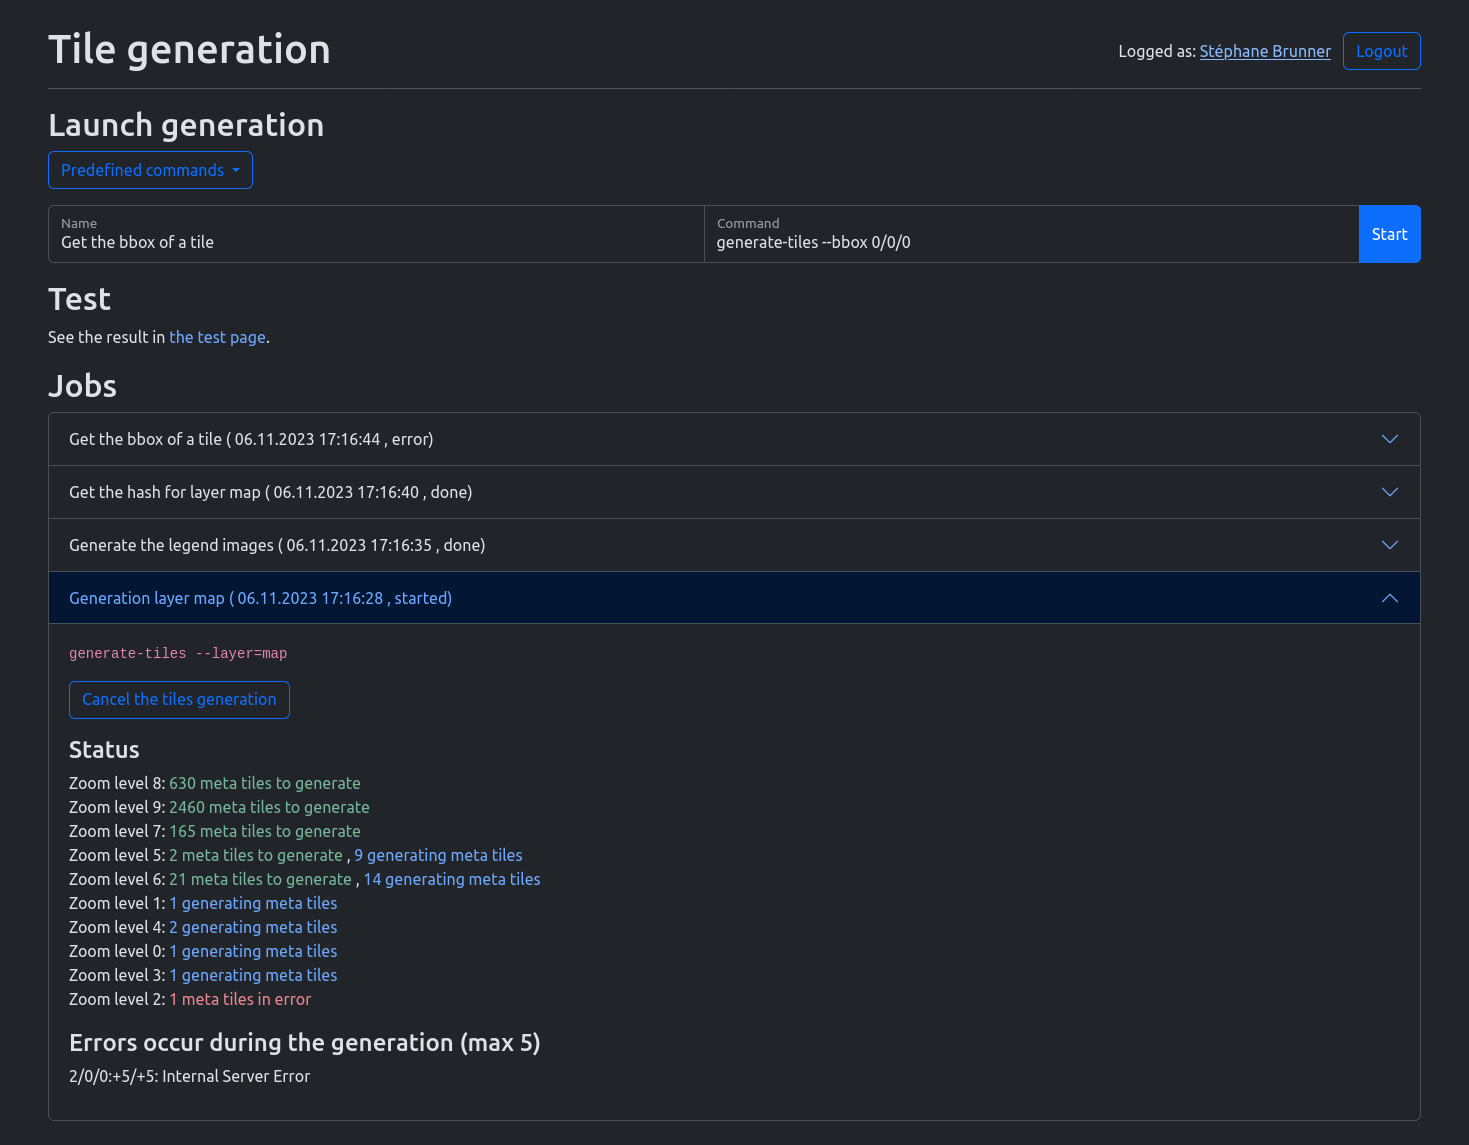 Tile generation
Logged as: Stéphane Brunner Logout
Launch generation
Predefined commands
Name
Get the bbox of a tile
Command
generate-tiles --bbox 0/0/0
Start
Test
See the result in the test page.
Jobs
Get the bbox of a tile ( 06.11.2023 17:16:44 , error)
Get the hash for layer map ( 06.11.2023 17:16:40 , done)
Generate the legend images ( 06.11.2023 17:16:35 , done)
Generation layer map ( 06.11.2023 17:16:28 , started)
generate-tiles --layer=map
Cancel the tiles generation
Status
Zoom level 8: 630 meta tiles to generate
Zoom level 9: 2460 meta tiles to generate
Zoom level 7: 165 meta tiles to generate
Zoom level 5: 2 meta tiles to generate , 9 generating meta tiles
Zoom level 6: 21 meta tiles to generate , 14 generating meta tiles
Zoom level 1: 1 generating meta tiles
Zoom level 4: 2 generating meta tiles
Zoom level 0: 1 generating meta tiles
Zoom level 3: 1 generating meta tiles
Zoom level 2: 1 meta tiles in error
Errors occur during the generation (max 5)
2/0/0:+5/+5: Internal Server Error